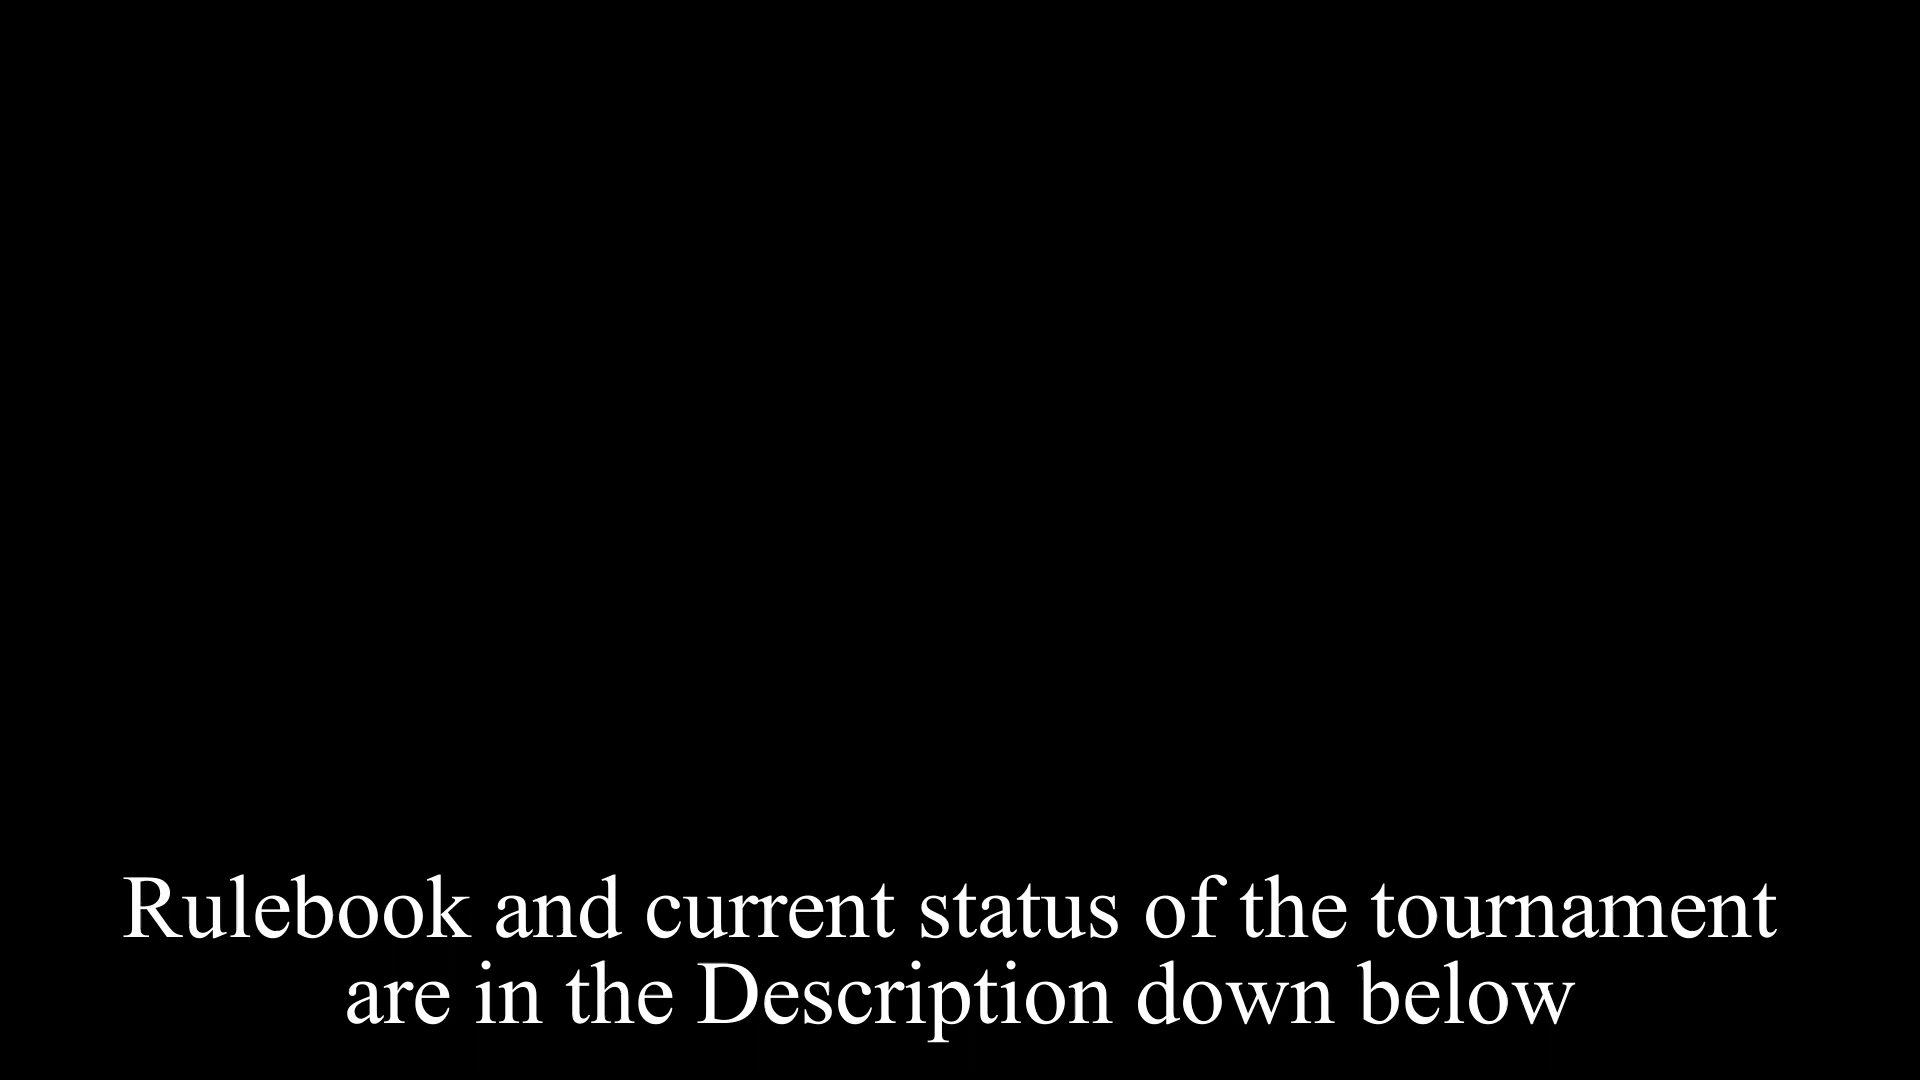 Rulebook and current status of the tournament
are in the Description down below